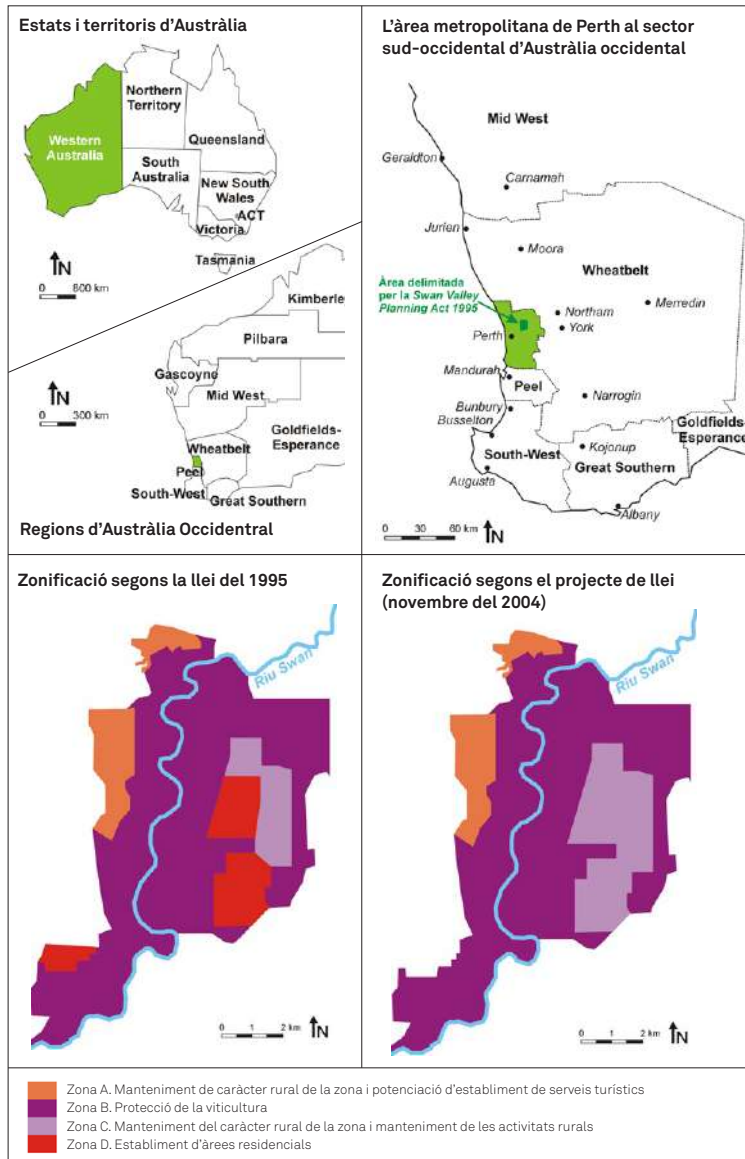 Estats i territoris d'Austràlia
Northern
Territory
Western
Australia
Queensland
South
Australia
New South
Wales
ACT
Victoria
Tasmania
N
0 800 km
Kimberle
Pilbara
Gascoyne
Mid West
N
0 300 km
Goldfields-
Esperance
Wheatbelt
Peel
South-West
Great Southern
Regions d'Austràlia Occidentral
L'àrea metropolitana de Perth al sector
sud-occidental d'Austràlia occidental
Mid West
Geraldton
Carnamah
Jurien
Moora
Wheatbelt
Àrea delimitada
per la Swan Valley
Planning Act 1995
Merredin
Northam
York
Perth
Mandurah
Peel
Narrogin
Bunbury
Busselton
Goldfields-
Esperance
South-West
Kojonup
Great Southern
Augusta
Albany
0 30 60 km N
Zonificació segons la llei del 1995
Riu Swan
0 1 2 km N
Zonificació segons el projecte de llei
(novembre del 2004)
Riu Swan
0 1 2 km N
Zona A. Manteniment de caràcter rural de la zona i potenciació d'establiment de serveis turístics
Zona B. Protecció de la viticultura
Zona C. Manteniment del caràcter rural de la zona i manteniment de les activitats rurals
Zona D. Establiment d'àrees residencials